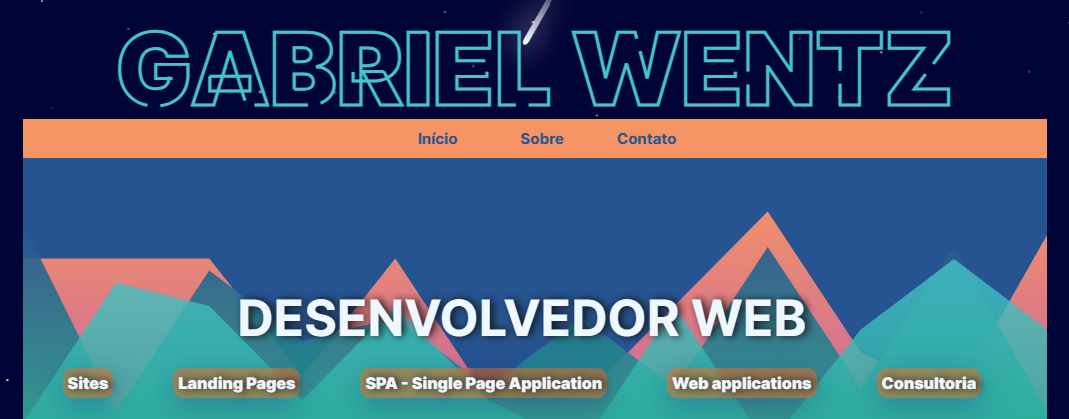 GABRIEL WENTZ
Início Sobre Contato
DESENVOLVEDOR WEB
Sites Landing Pages SPA - Single Page Application Web applications Consultoria